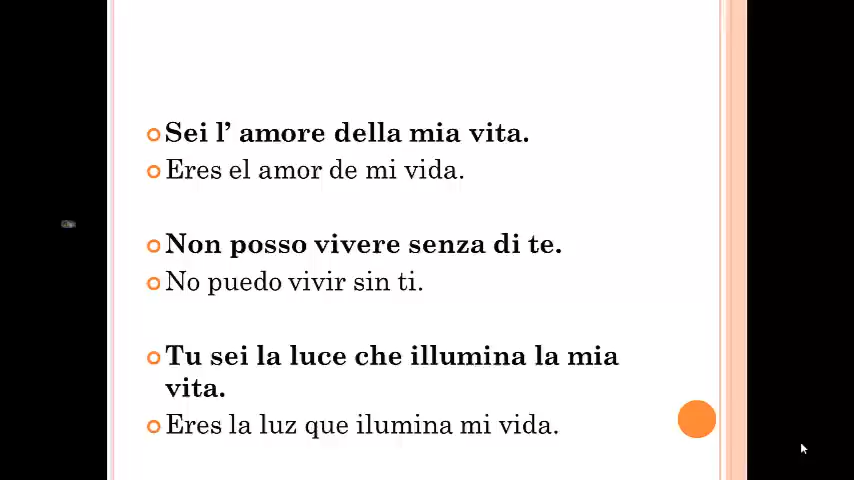 Sei l’ amore della mia vita.
Eres el amor de mi vida.
Non posso vivere senza di te.
No puedo vivir sin ti.
Tu sei la luce che illumina la mia
vita.
Eres la luz que ilumina mi vida.